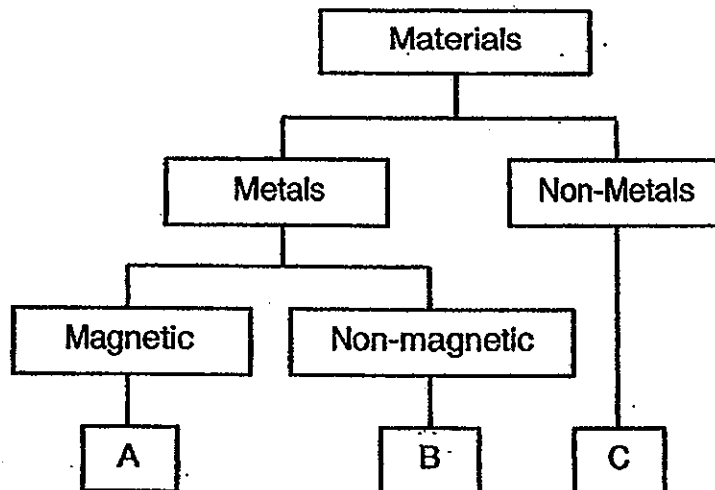 Materials
Metals
Non-Metals
Magnetic
Non-magnetic
A
B
C